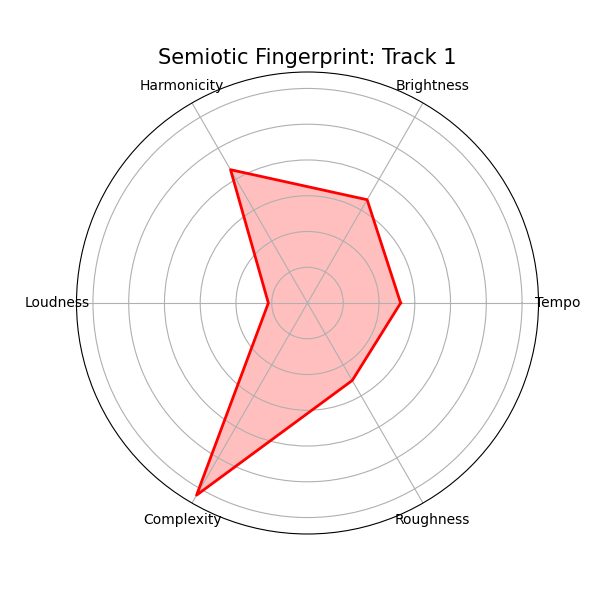 Semiotic Fingerprint: Track 1
Harmonicity
Brightness
Loudness
Tempo
Complexity
Roughness